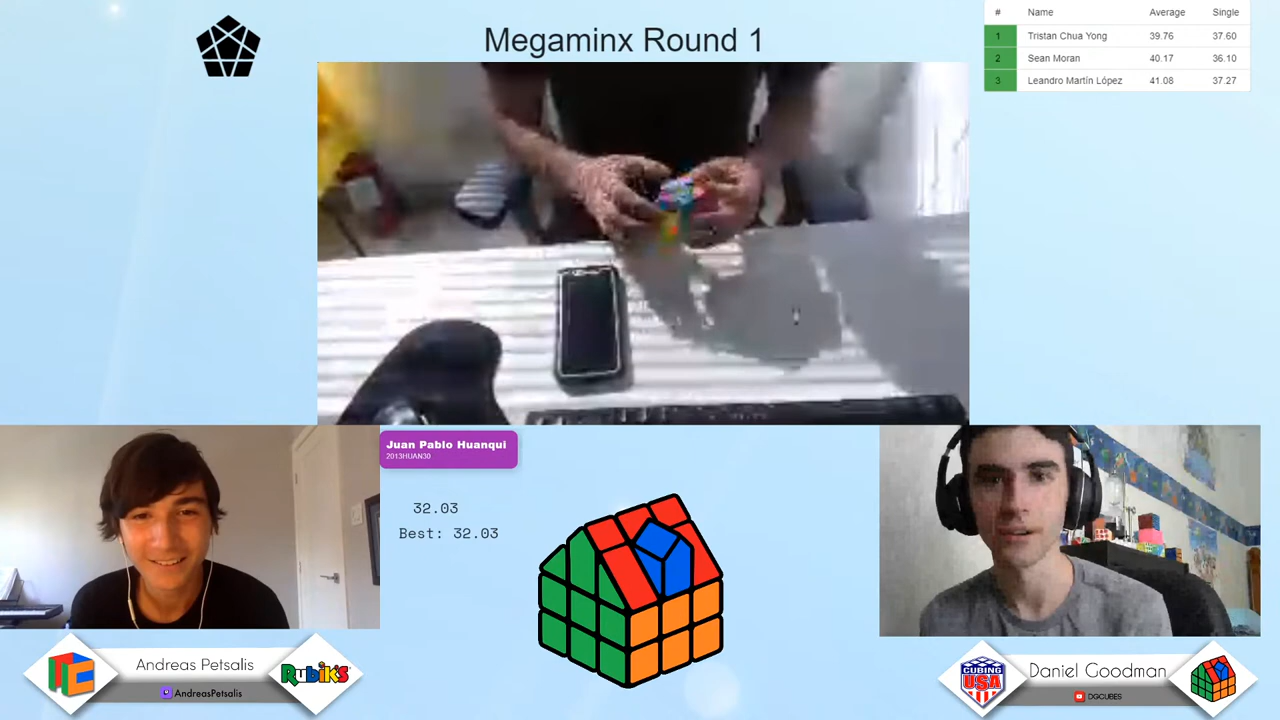 Megaminx Round 1
# Name Average Single
1 Tristan Chua Yong 39.76 37.60
2 Sean Moran 40.17 36.10
3 Leandro Martín López 41.08 37.27
Juan Pablo Huanqui
2013HUAN30
32.03
Best: 32.03
Andreas Petsalis
AndreasPetsalis
RUBIK'S
Daniel Goodman
DGCUBES
CUBING
USA